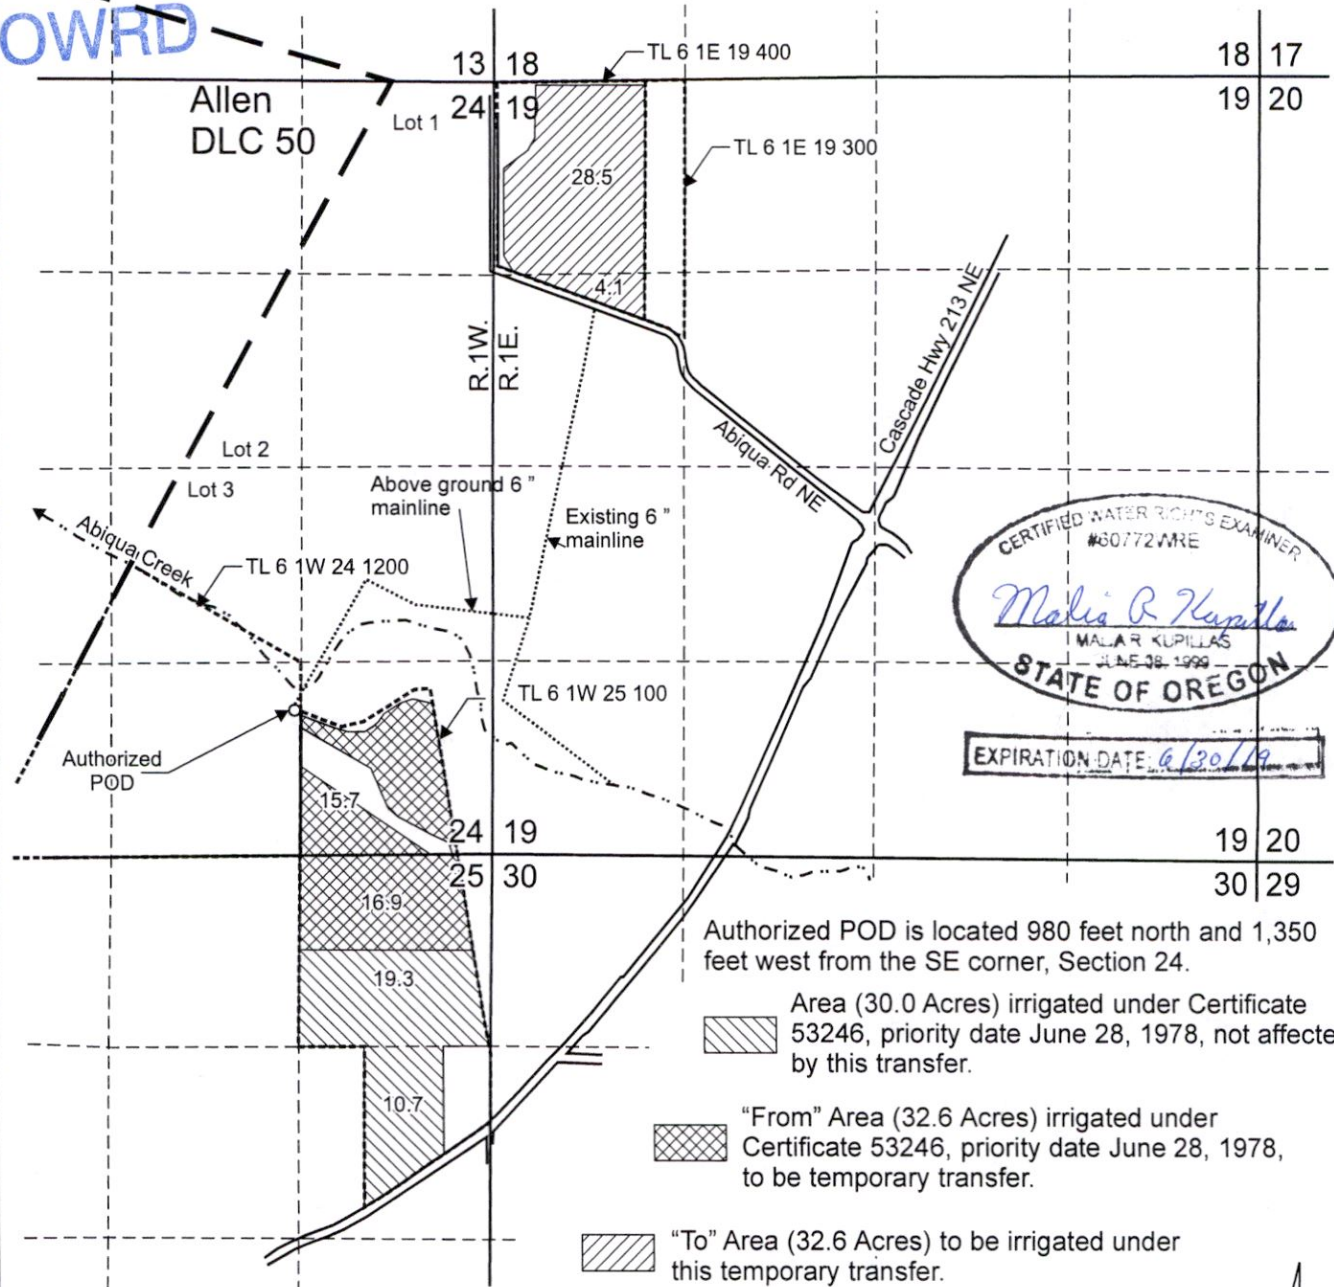 OWRD
TL 6 1E 19 400
13 18
18 17
24 19
19 20
Allen
DLC 50
Lot 1
TL 6 1E 19 300
28.5
4.1
R.1W.
R.1E.
Cascade Hwy 213 NE
Abiqua Rd NE
Lot 2
Lot 3
Above ground 6 "
mainline
Existing 6 "
mainline
Abiqua Creek
TL 6 1W 24 1200
CERTIFIED WATER RIGHTS EXAMINER
#60772WRE
Malia R Kupillas
MALIA R KUPILLAS
JUNE 08, 1999
STATE OF OREGON
TL 6 1W 25 100
EXPIRATION DATE: 6/30/19
Authorized
POD
15.7
24 19
19 20
25 30
30 29
16.9
Authorized POD is located 980 feet north and 1,350
feet west from the SE corner, Section 24.
19.3
Area (30.0 Acres) irrigated under Certificate
53246, priority date June 28, 1978, not affecte
by this transfer.
10.7
"From" Area (32.6 Acres) irrigated under
Certificate 53246, priority date June 28, 1978,
to be temporary transfer.
"To" Area (32.6 Acres) to be irrigated under
this temporary transfer.